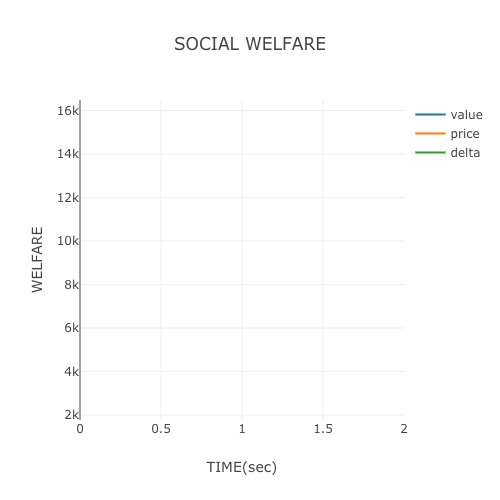 SOCIAL WELFARE
value
price
delta
WELFARE
16k
14k
12k
10k
8k
6k
4k
2k
0 0.5 1 1.5 2
TIME(sec)